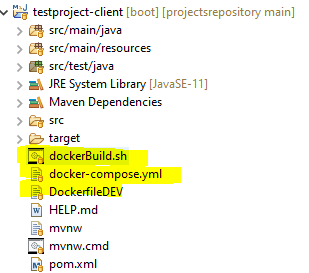 testproject-client [boot] [projectsrepository main]
src/main/java
src/main/resources
src/test/java
JRE System Library [JavaSE-11]
Maven Dependencies
src
target
dockerBuild.sh
docker-compose.yml
DockerfileDEV
HELP.md
mvnw
mvnw.cmd
pom.xml